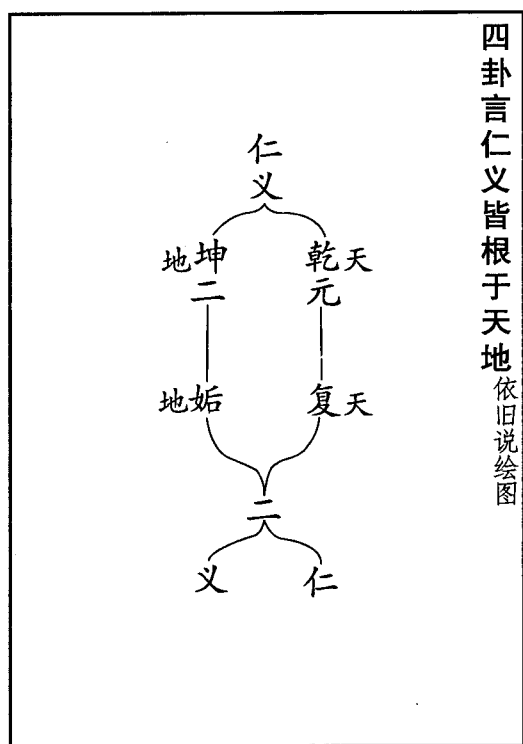 四卦言仁义皆根于天地依旧说绘图
仁
义
乾元 天
坤二 地
复 天
姤 地
二
仁
义